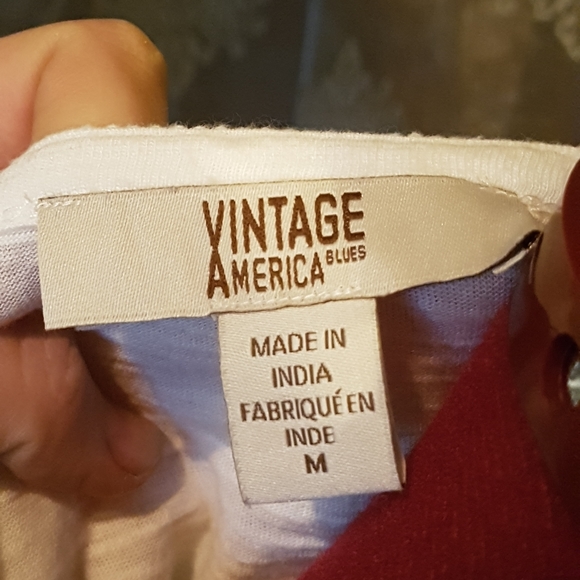 VINTAGE
AMERICA BLUES
MADE IN
INDIA
FABRIQUÉ EN
INDE
M